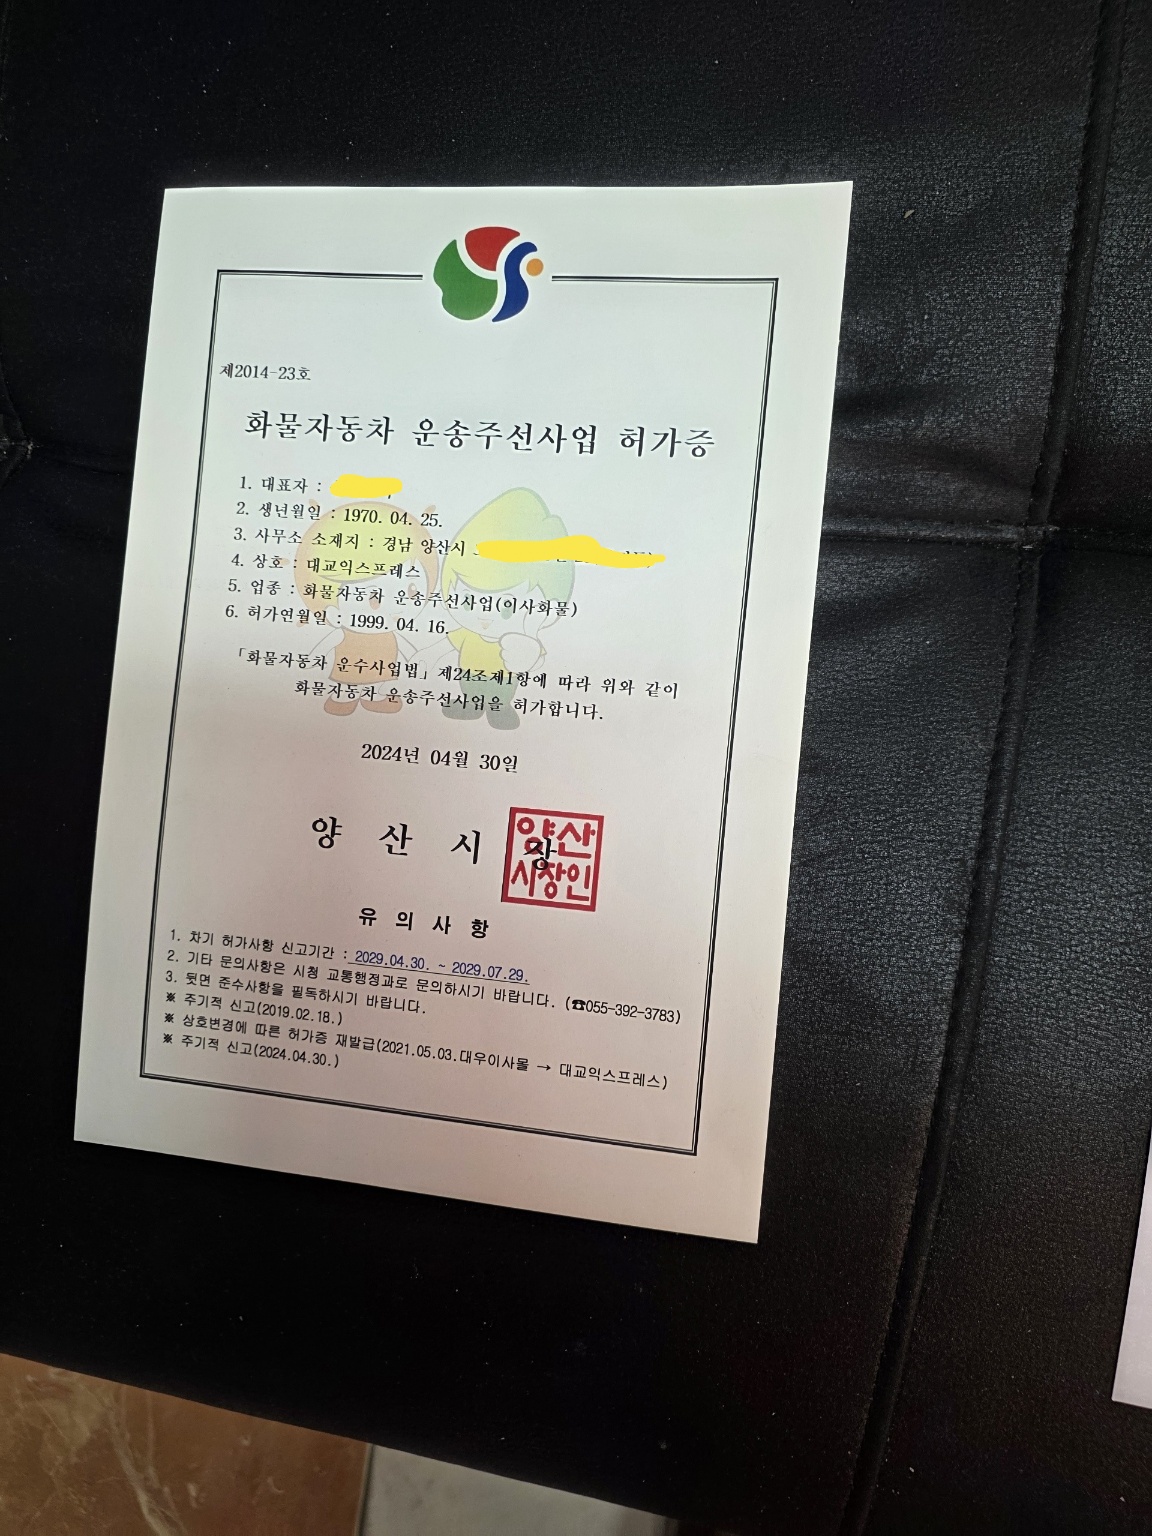 제2014-23호
화물자동차 운송주선사업 허가증
1. 대표자 :
2. 생년월일 : 1970. 04. 25.
3. 사무소 소재지 : 경남 양산시
4. 상호 : 대교익스프레스
5. 업종 : 화물자동차 운송주선사업(이사화물)
6. 허가연월일 : 1999. 04. 16.
「화물자동차 운수사업법」제24조제1항에 따라 위와 같이
화물자동차 운송주선사업을 허가합니다.
2024년 04월 30일
양 산 시 장
양산
시장인
유 의 사 항
1. 차기 허가사항 신고기간 : 2029.04.30. ~ 2029.07.29.
2. 기타 문의사항은 시청 교통행정과로 문의하시기 바랍니다. (☎055-392-3783)
3. 뒷면 준수사항을 필독하시기 바랍니다.
※ 주기적 신고(2019.02.18.)
※ 상호변경에 따른 허가증 재발급(2021.05.03.대우이사몰 → 대교익스프레스)
※ 주기적 신고(2024.04.30.)